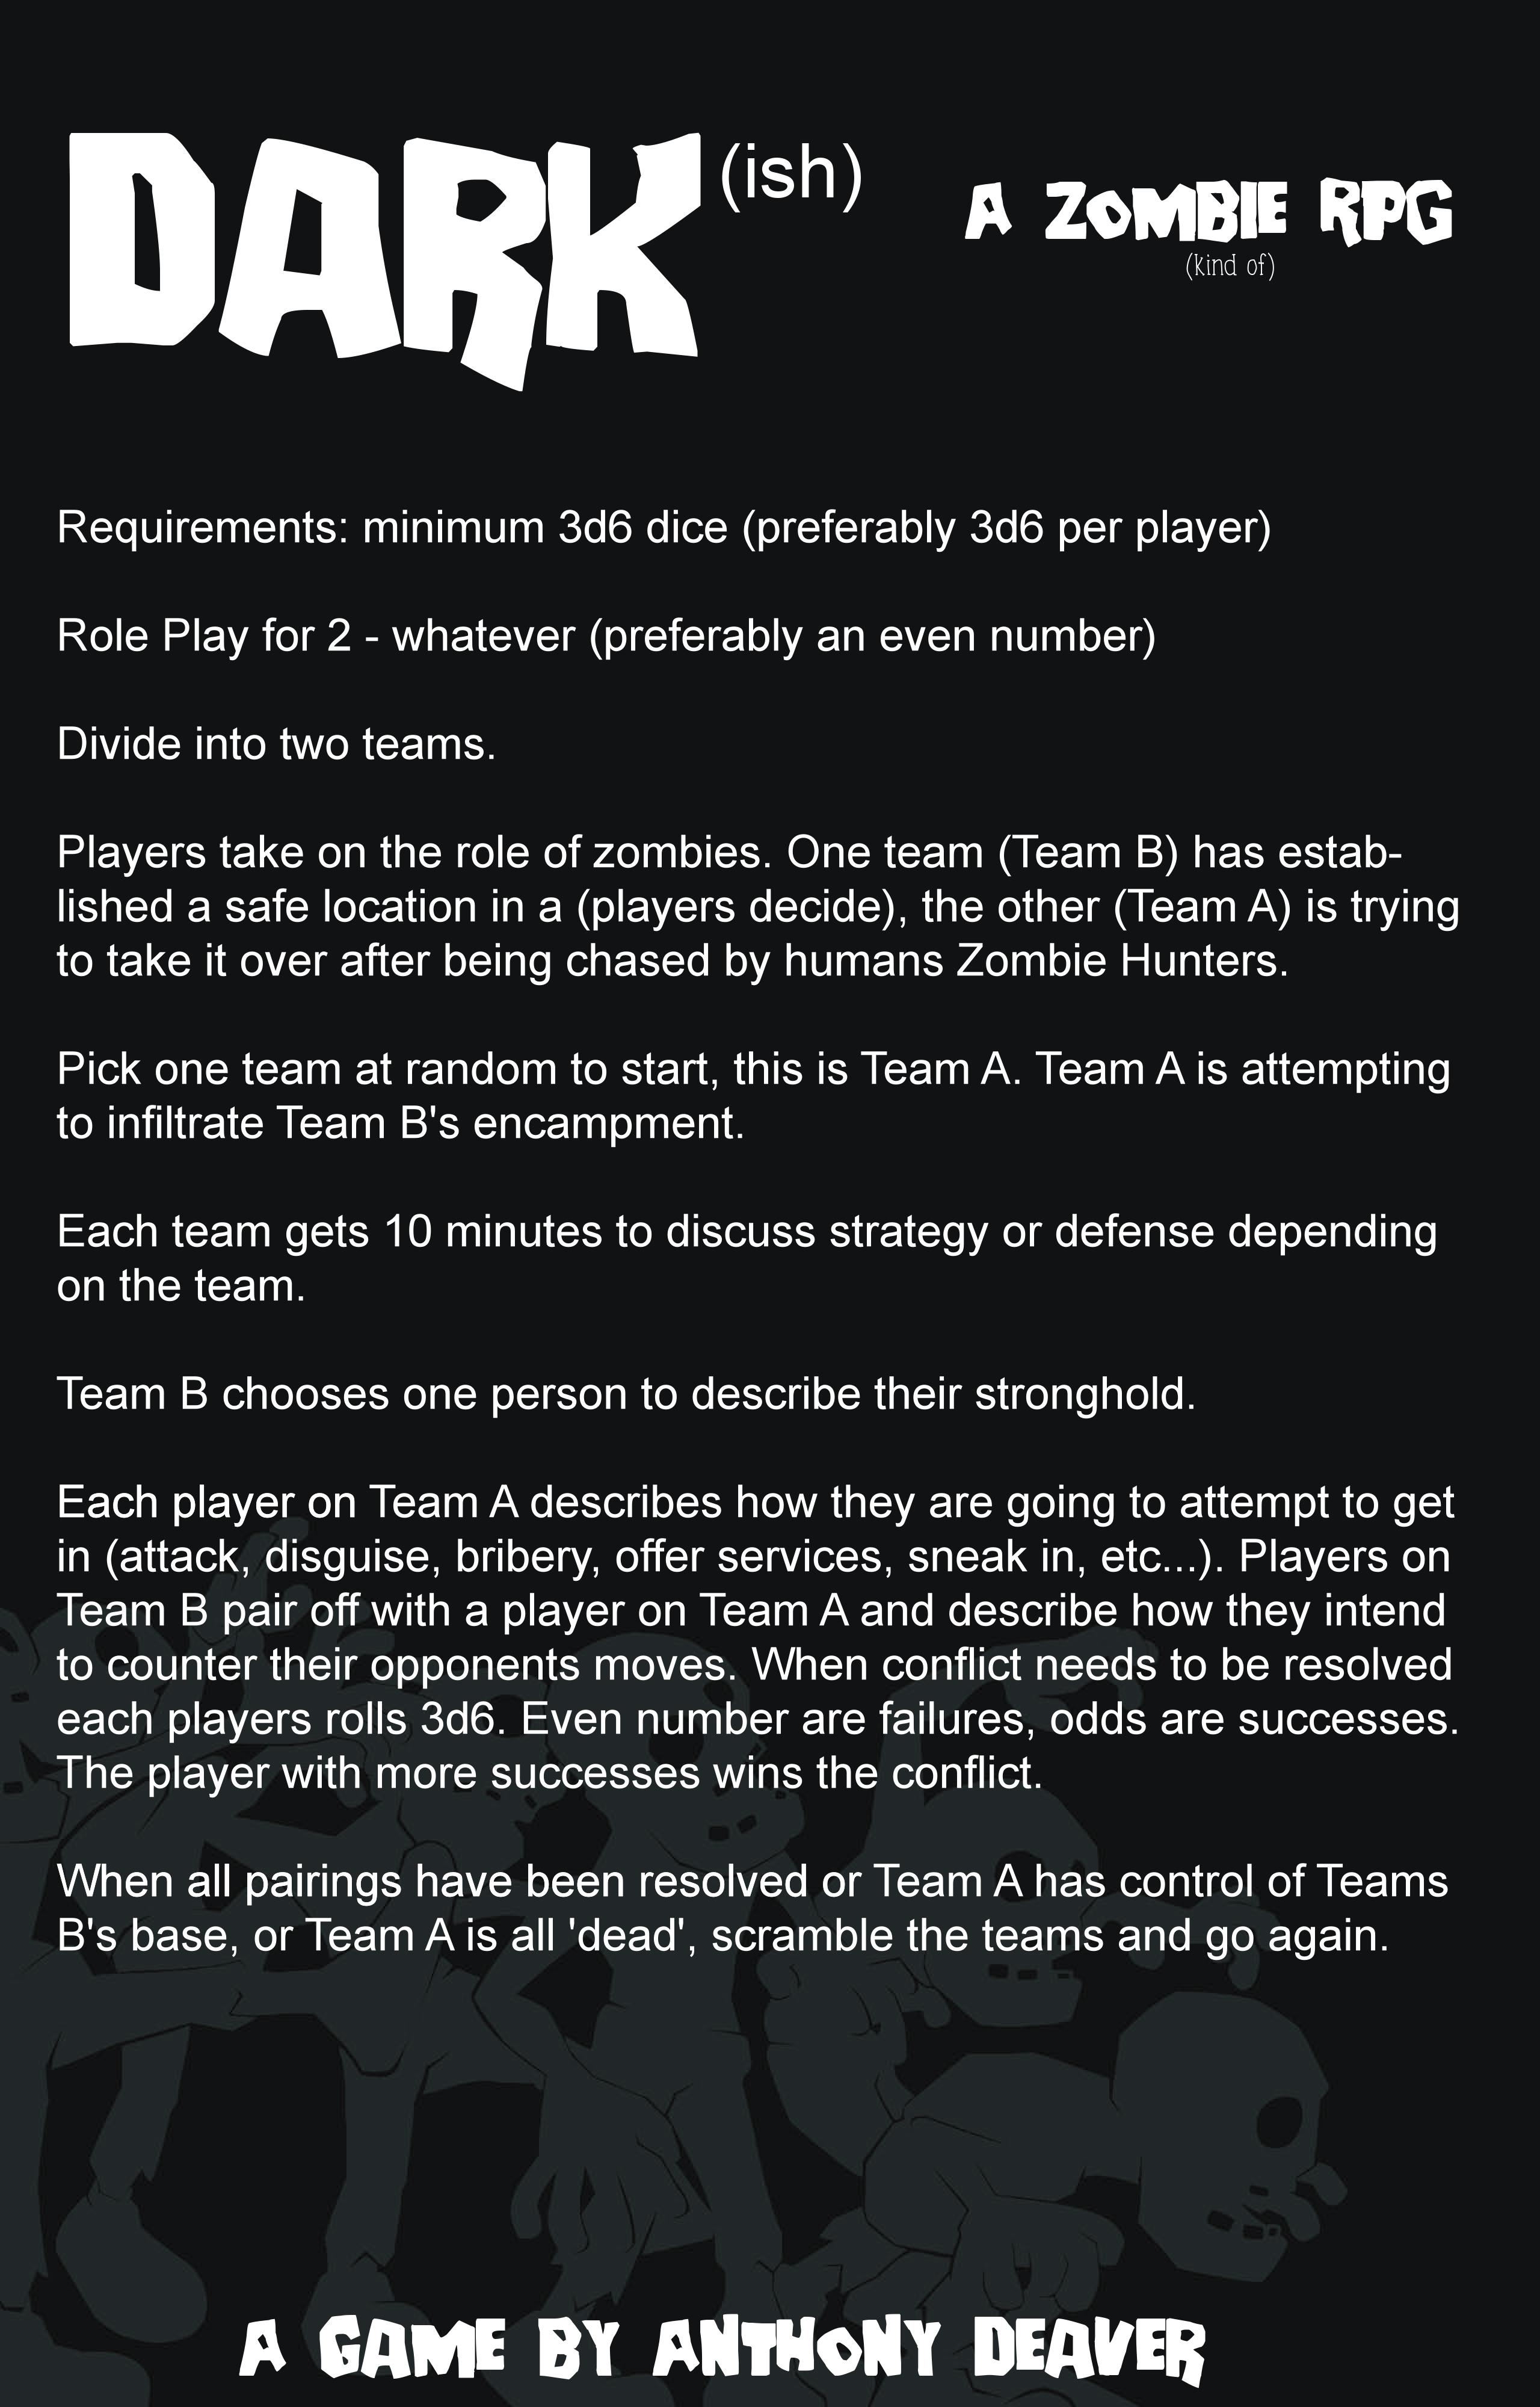 DARK (ish)
A ZOMBIE RPG
(kind of)
Requirements: minimum 3d6 dice (preferably 3d6 per player)
Role Play for 2 - whatever (preferably an even number)
Divide into two teams.
Players take on the role of zombies. One team (Team B) has estab-
lished a safe location in a (players decide), the other (Team A) is trying
to take it over after being chased by humans Zombie Hunters.
Pick one team at random to start, this is Team A. Team A is attempting
to infiltrate Team B's encampment.
Each team gets 10 minutes to discuss strategy or defense depending
on the team.
Team B chooses one person to describe their stronghold.
Each player on Team A describes how they are going to attempt to get
in (attack, disguise, bribery, offer services, sneak in, etc...). Players on
Team B pair off with a player on Team A and describe how they intend
to counter their opponents moves. When conflict needs to be resolved
each players rolls 3d6. Even number are failures, odds are successes.
The player with more successes wins the conflict.
When all pairings have been resolved or Team A has control of Teams
B's base, or Team A is all 'dead', scramble the teams and go again.
A GAME BY ANTHONY DEAVER